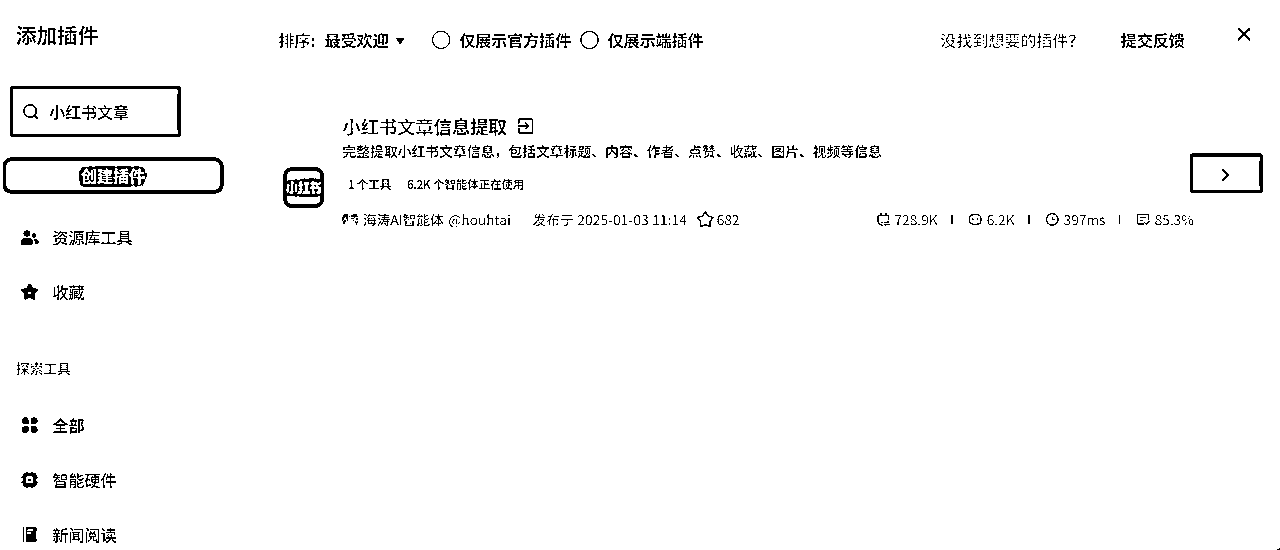 添加插件
排序: 最受欢迎 仅展示官方插件 仅展示端插件 没找到想要的插件? 提交反馈
小红书文章
创建插件
资源库工具
收藏
探索工具
全部
智能硬件
新闻阅读
小红书文章信息提取
完整提取小红书文章信息，包括文章标题、内容、作者、点赞、收藏、图片、视频等信息
小红书
1个工具 6.2K 个智能体正在使用
海涛AI智能体 @houhtai 发布于 2025-01-03 11:14 682 728.9K 6.2K 397ms 85.3%